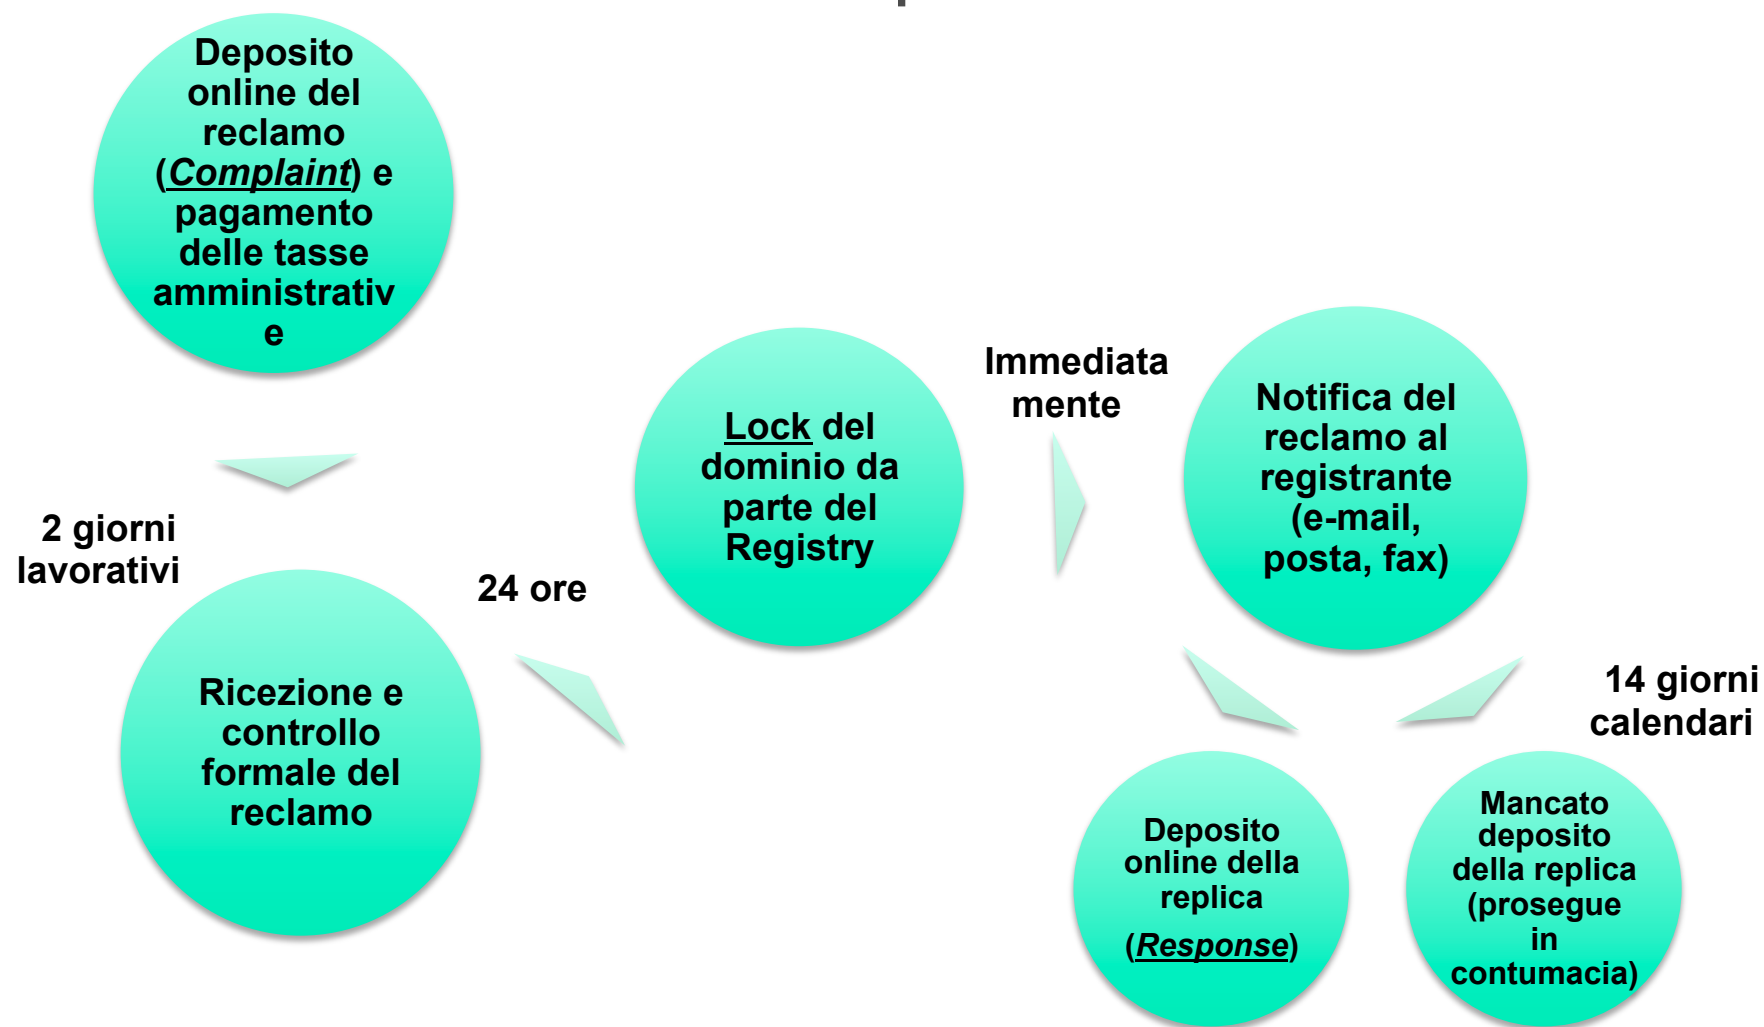 Deposito
online del
reclamo
(Complaint) e
pagamento
delle tasse
amministrativ
e
2 giorni
lavorativi
Ricezione e
controllo
formale del
reclamo
24 ore
Lock del
dominio da
parte del
Registry
Immediata
mente
Notifica del
reclamo al
registrante
(e-mail,
posta, fax)
14 giorni
calendari
Deposito
online della
replica
(Response)
Mancato
deposito
della replica
(prosegue
in
contumacia)